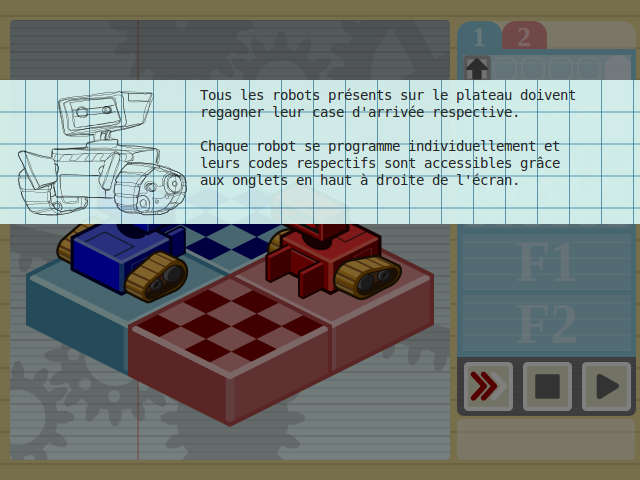 1 2
Tous les robots présents sur le plateau doivent
regagner leur case d'arrivée respective.
Chaque robot se programme individuellement et
leurs codes respectifs sont accessibles grâce
aux onglets en haut à droite de l'écran.
F1
F2